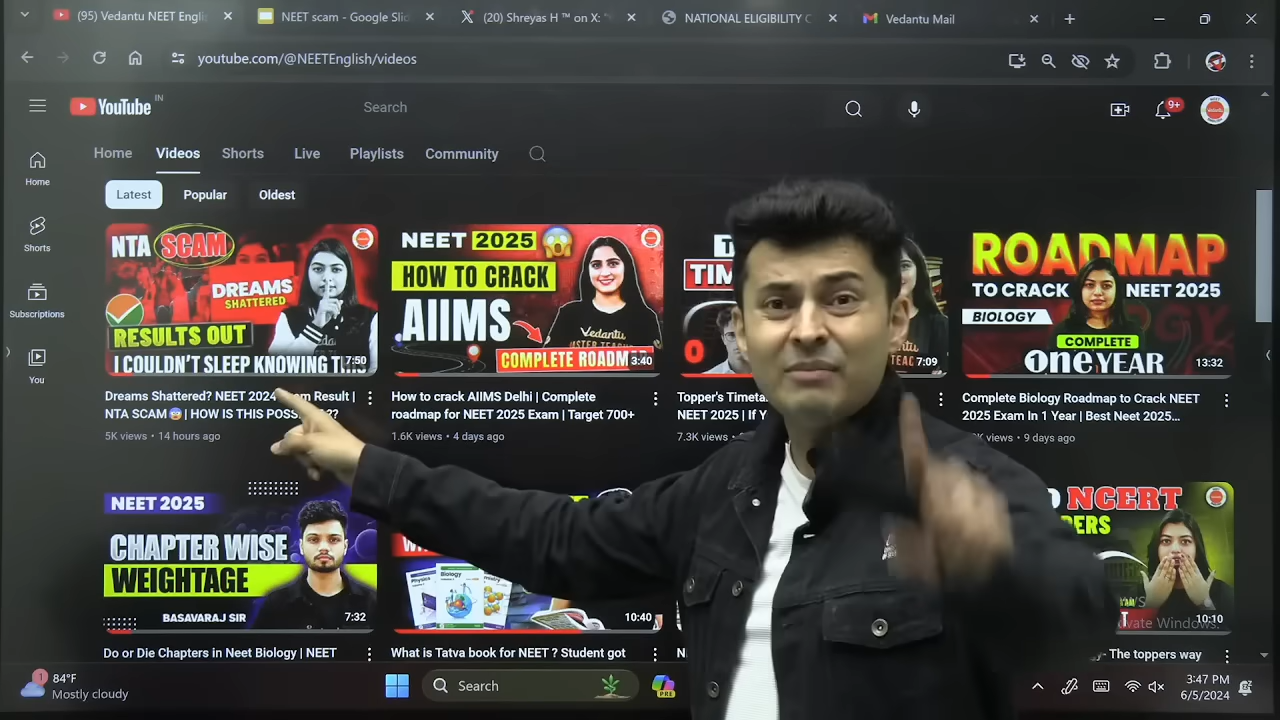 (95) Vedantu NEET Engli
NEET scam - Google Slid
(20) Shreyas H ™ on X: "
NATIONAL ELIGIBILITY C
Vedantu Mail
youtube.com/@NEETEnglish/videos
YouTube IN
Search
9+
Home
Videos
Shorts
Live
Playlists
Community
Home
Shorts
Subscriptions
You
Latest
Popular
Oldest
NTA SCAM
DREAMS
SHATTERED
RESULTS OUT
I COULDN'T SLEEP KNOWING
7:50
Dreams Shattered? NEET 2024 Result |
NTA SCAM😨 | HOW IS THIS
5K views • 14 hours ago
NEET 2025 😱
HOW TO CRACK
AIIMS
Vedantu
COMPLETE
3:40
How to crack AIIMS Delhi | Complete
roadmap for NEET 2025 Exam | Target 700+
1.6K views • 4 days ago
7:09
Topper's
NEET 2025 | If
7.3K views
ROADMAP
TO CRACK NEET 2025
BIOLOGY
COMPLETE
One YEAR
13:32
Complete Biology Roadmap to Crack NEET
2025 Exam In 1 Year | Best Neet 2025...
views • 9 days ago
NEET 2025
CHAPTER WISE
WEIGHTAGE
BASAVARAJ SIR
7:32
Do or Die Chapters in Neet Biology | NEET
Physics
Biology
10:40
What is Tatva book for NEET ? Student got
NCERT
10:10
The toppers way
Windows.
1
84°F
Mostly cloudy
Search
PRE
3:47 PM
6/5/2024